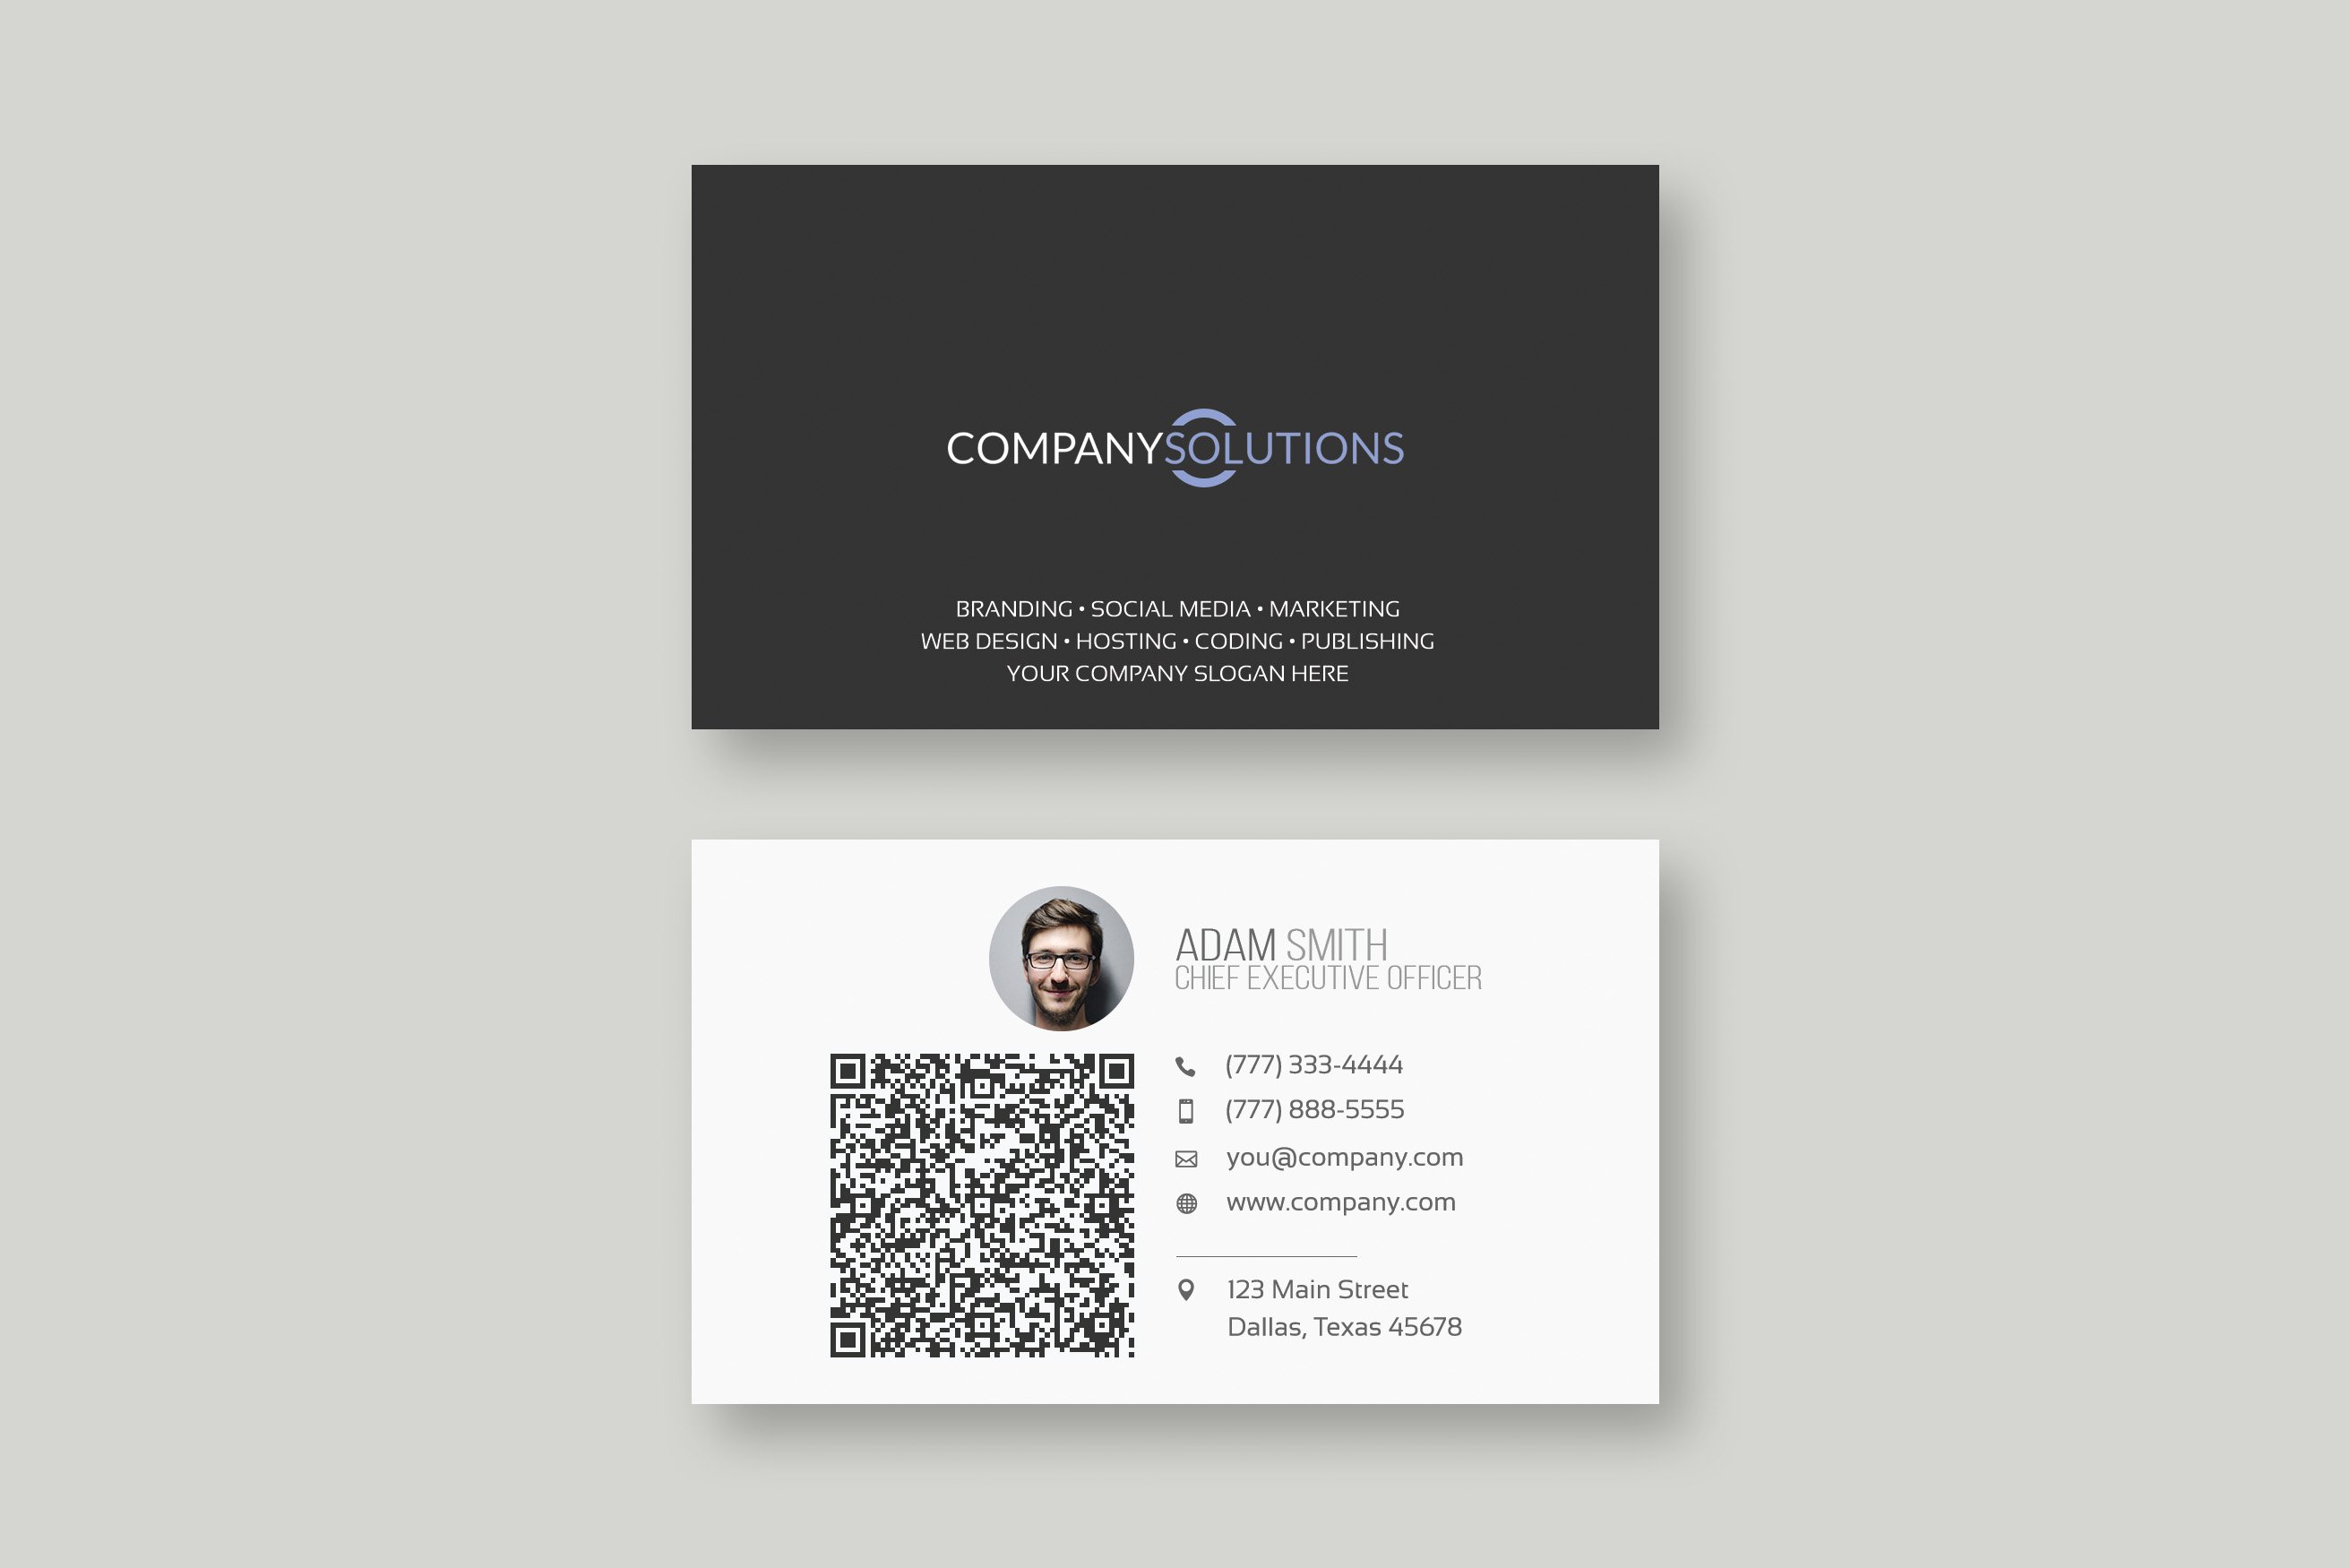 COMPANYSOLUTIONS
BRANDING • SOCIAL MEDIA • MARKETING
WEB DESIGN • HOSTING • CODING • PUBLISHING
YOUR COMPANY SLOGAN HERE
ADAM SMITH
CHIEF EXECUTIVE OFFICER
(777) 333-4444
(777) 888-5555
you@company.com
www.company.com
123 Main Street
Dallas, Texas 45678